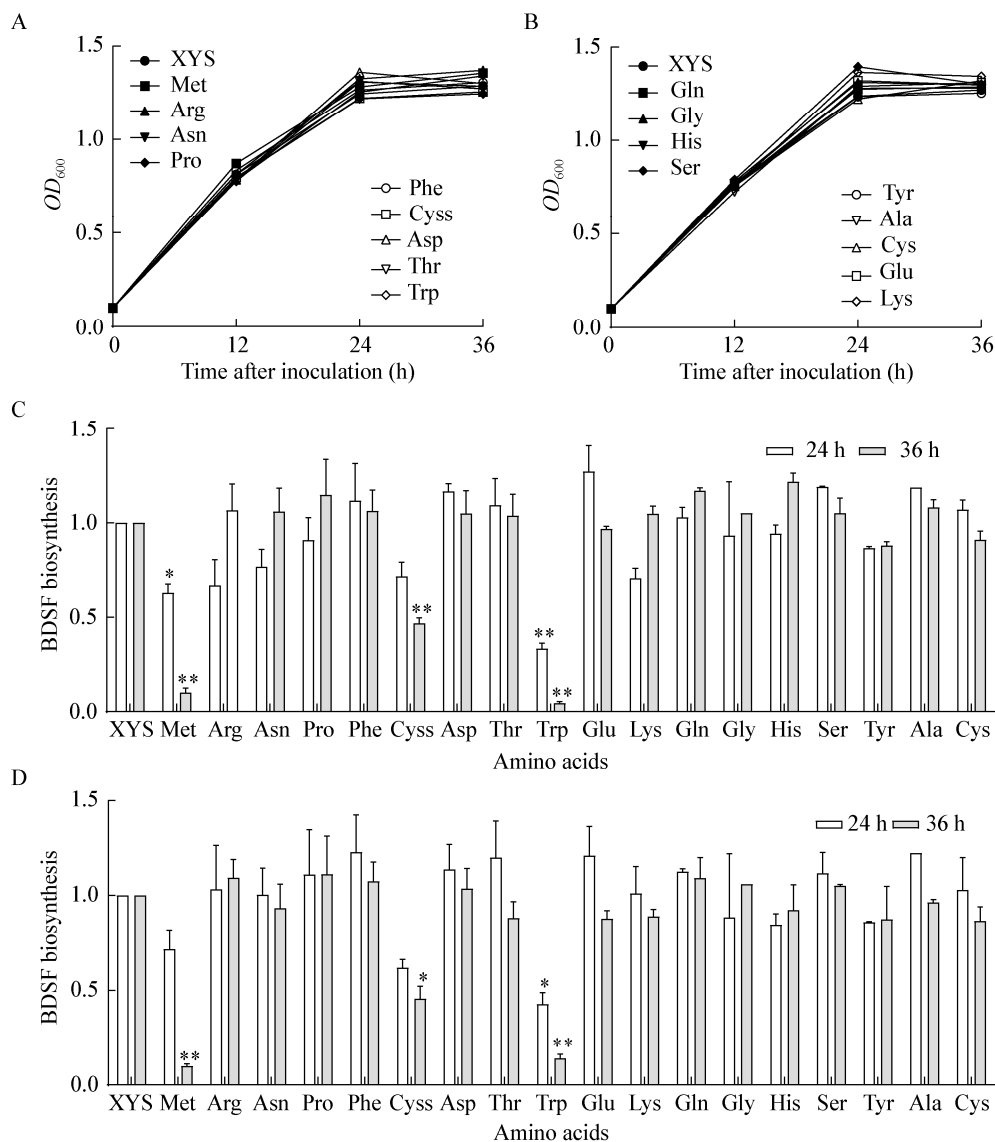 A
1.5
1.0
0.5
0.0
OD600
XYS
Met
Arg
Asn
Pro
Phe
Cyss
Asp
Thr
Trp
0 12 24 36
Time after inoculation (h)
B
1.5
1.0
0.5
0.0
OD600
XYS
Gln
Gly
His
Ser
Tyr
Ala
Cys
Glu
Lys
0 12 24 36
Time after inoculation (h)
C
1.5
1.0
0.5
0.0
BDSF biosynthesis
24 h 36 h
*
**
**
**
**
XYS Met Arg Asn Pro Phe Cyss Asp Thr Trp Glu Lys Gln Gly His Ser Tyr Ala Cys
Amino acids
D
1.5
1.0
0.5
0.0
BDSF biosynthesis
24 h 36 h
**
*
*
**
XYS Met Arg Asn Pro Phe Cyss Asp Thr Trp Glu Lys Gln Gly His Ser Tyr Ala Cys
Amino acids